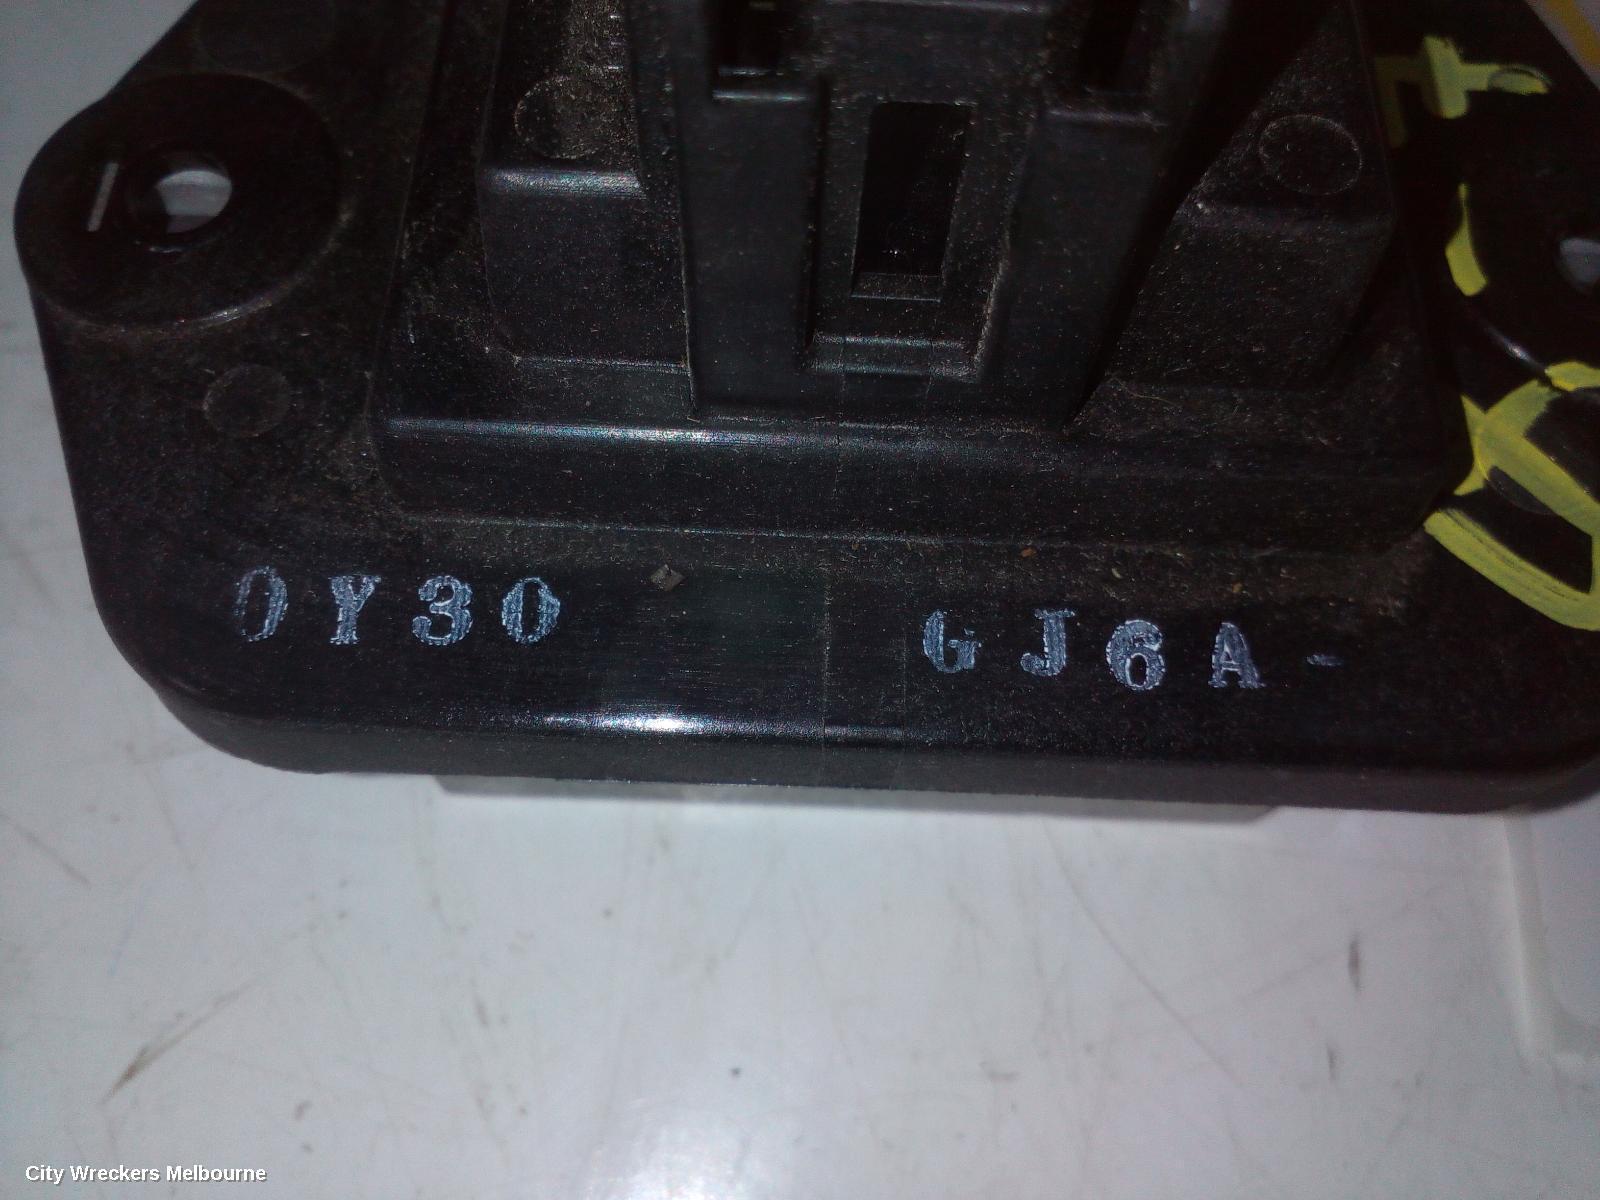 0Y30 GJ6A-
City Wreckers Melbourne